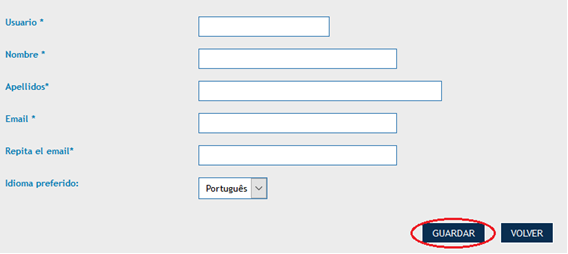 Usuario *
Nombre *
Apellidos*
Email *
Repita el email*
Idioma preferido: Português
GUARDAR VOLVER